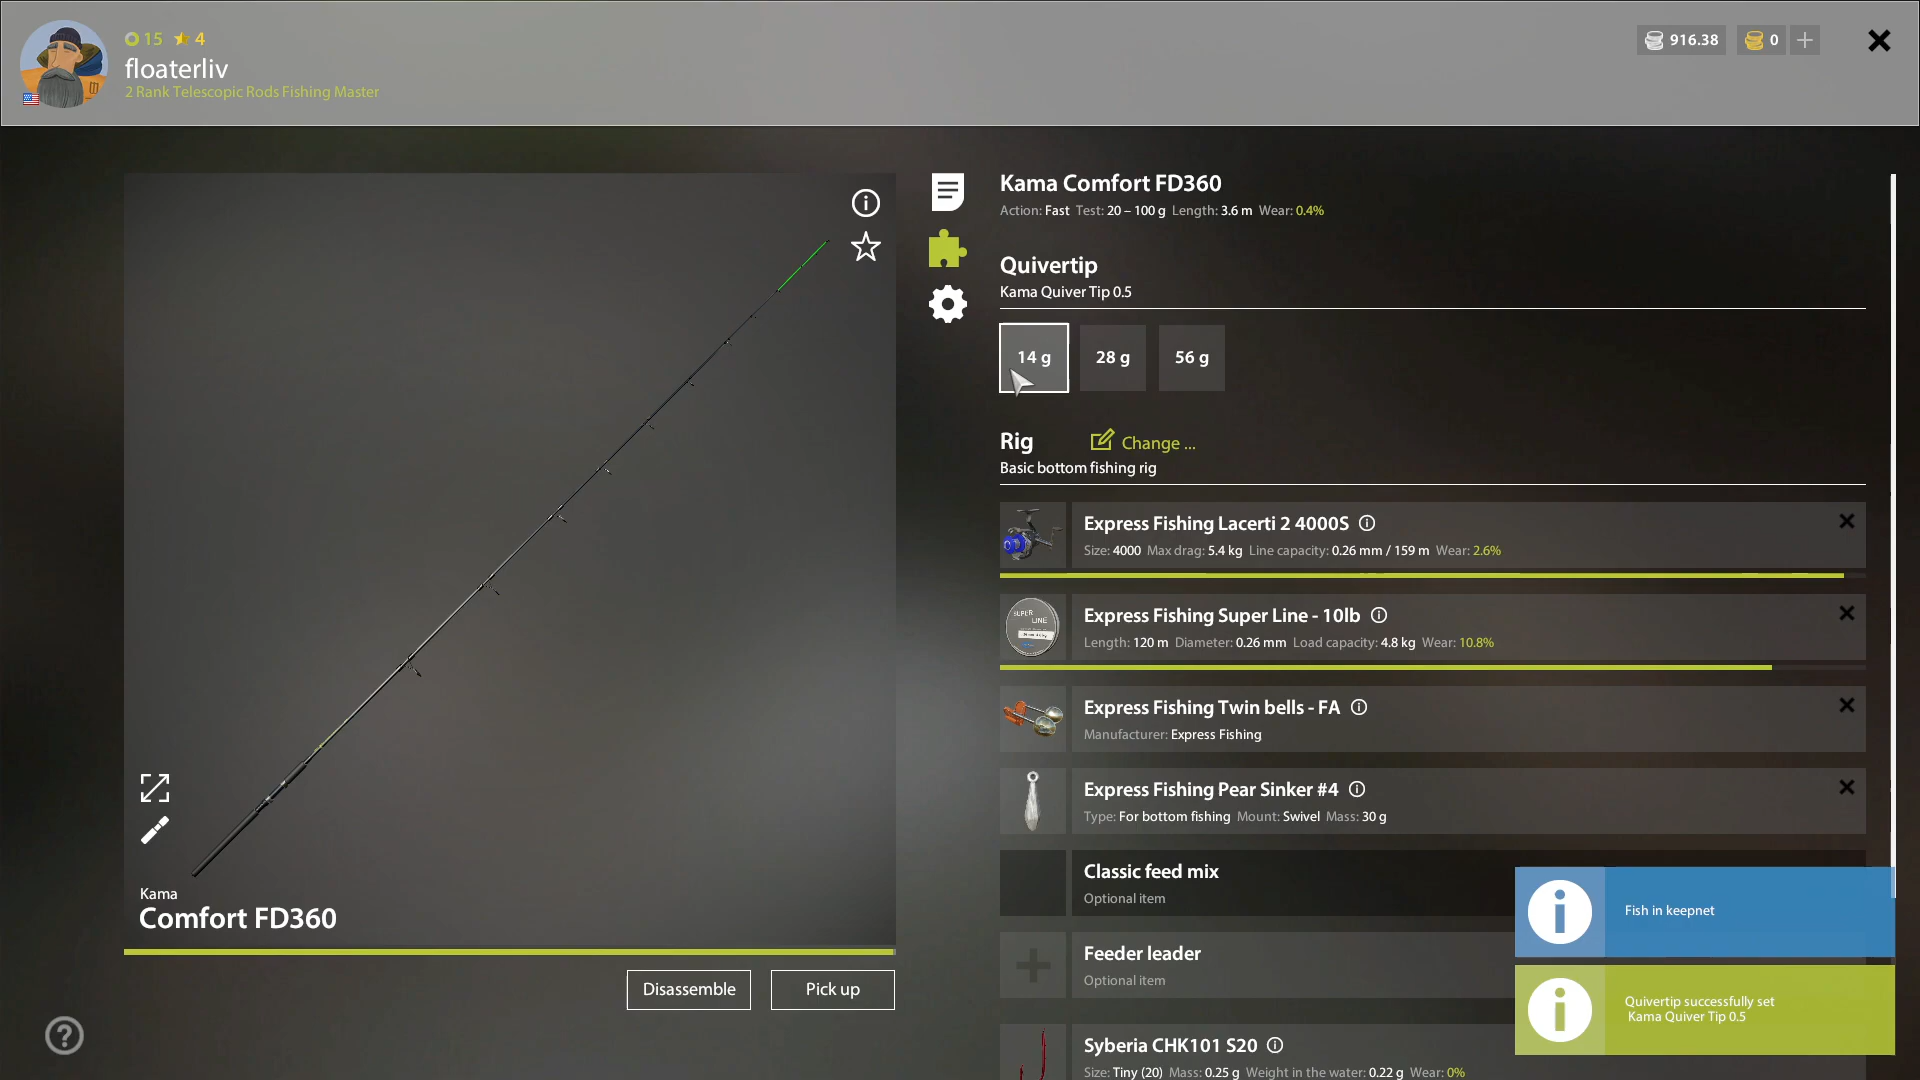 15 4
floaterliv
2 Rank Telescopic Rods Fishing Master
916.38
0
Kama
Comfort FD360
Disassemble
Pick up
Kama Comfort FD360
Action: Fast Test: 20 – 100 g Length: 3.6 m Wear: 0.4%
Quivertip
Kama Quiver Tip 0.5
14 g
28 g
56 g
Rig
Change ...
Basic bottom fishing rig
Express Fishing Lacerti 2 4000S
Size: 4000 Max drag: 5.4 kg Line capacity: 0.26 mm / 159 m Wear: 2.6%
SUPER
LINE
Express Fishing Super Line - 10lb
Length: 120 m Diameter: 0.26 mm Load capacity: 4.8 kg Wear: 10.8%
Express Fishing Twin bells - FA
Manufacturer: Express Fishing
Express Fishing Pear Sinker #4
Type: For bottom fishing Mount: Swivel Mass: 30 g
Classic feed mix
Optional item
Feeder leader
Optional item
Syberia CHK101 S20
Size: Tiny (20) Mass: 0.25 g Weight in the water: 0.22 g Wear: 0%
Fish in keepnet
Quivertip successfully set
Kama Quiver Tip 0.5